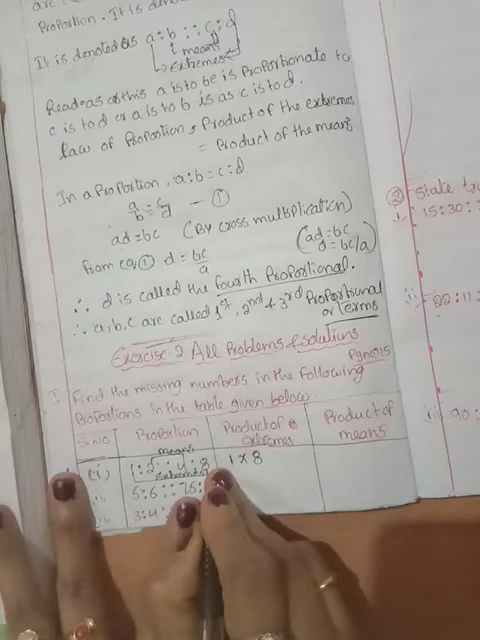 Proportion. It is
It is denoted as a:b :: c:d
means
extremes
Read as of this a is to be is Proportionate to
c is to d or a is to b is as c is to d.
law of Proportion, Product of the extremes
= Product of the means
In a Proportion, a:b = c:d
a/b = c/d — ①
ad = bc (By cross multiplication)
from eq ① d = bc/a (ad = bc
d = bc/a)
∴ d is called the fourth Proportional.
∴ a, b, c are called 1st, 2nd & 3rd Proportional
or terms
Exercise-2 All Problems & solutions
Pgno:15
I Find the missing numbers in the following
Proportions in the table given below.
S.NO Proportion Product of extremes Product of means
means
(i) 1:2 :: 4:8 1 × 8
extremes
5:6 :: 75:
3:4
② State
i. 15:30:
ii. 22:11:
iii 90: